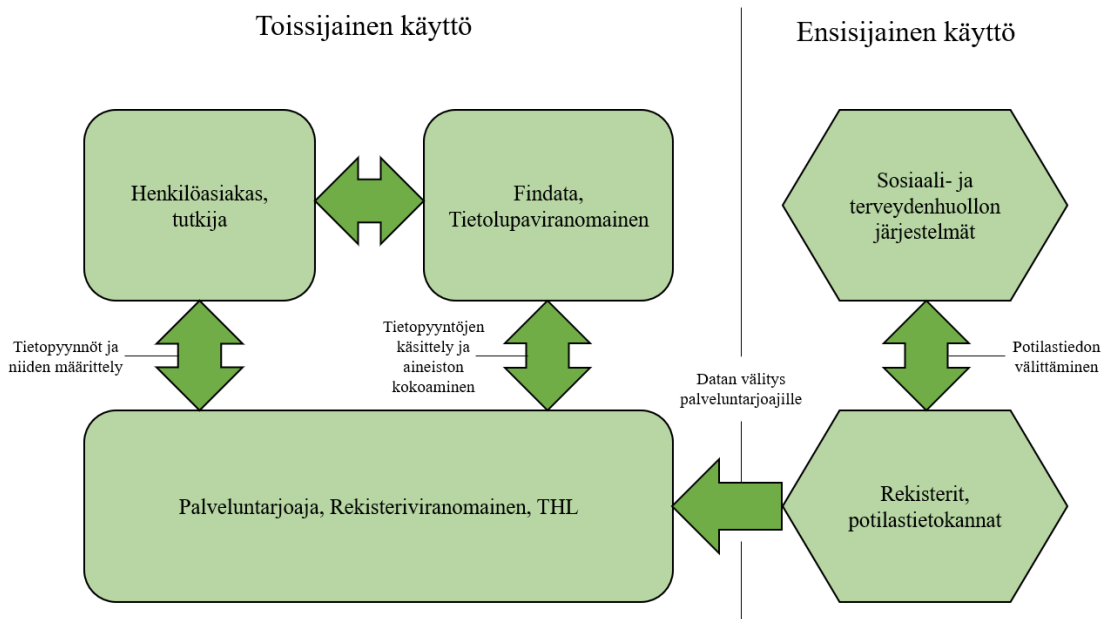 Toissijainen käyttö
Ensisijainen käyttö
Henkilöasiakas,
tutkija
Findata,
Tietolupaviranomainen
Sosiaali- ja
terveydenhuollon
järjestelmät
Tietopyynnöt ja
niiden määrittely
Tietopyyntöjen
käsittely ja
aineiston
kokoaminen
Datan välitys
palveluntarjoajille
Potilastiedon
välittäminen
Palveluntarjoaja, Rekisteriviranomainen, THL
Rekisterit,
potilastietokannat